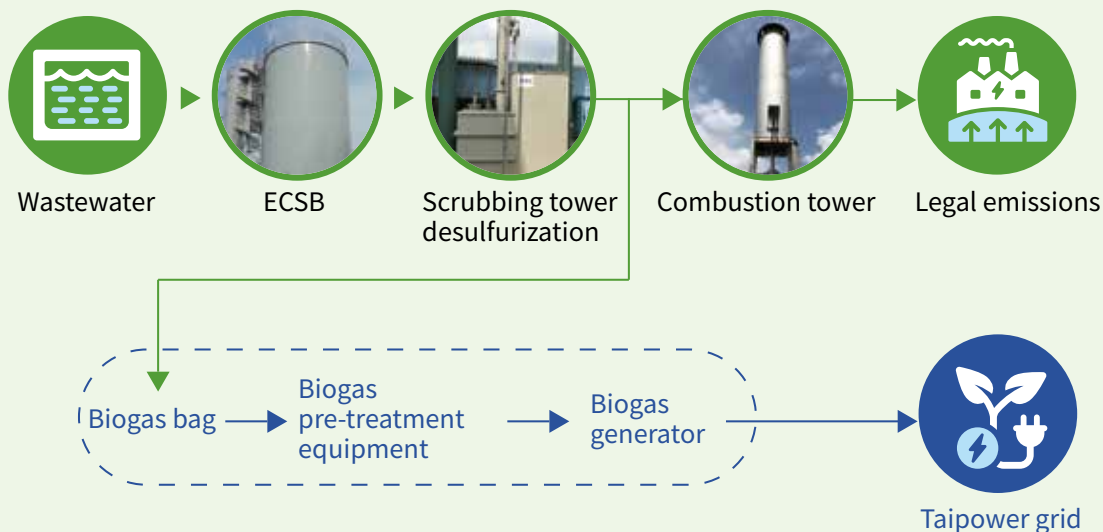 Wastewater
ECSB
Scrubbing tower
desulfurization
Combustion tower
Legal emissions
Biogas bag
Biogas
pre-treatment
equipment
Biogas
generator
Taipower grid